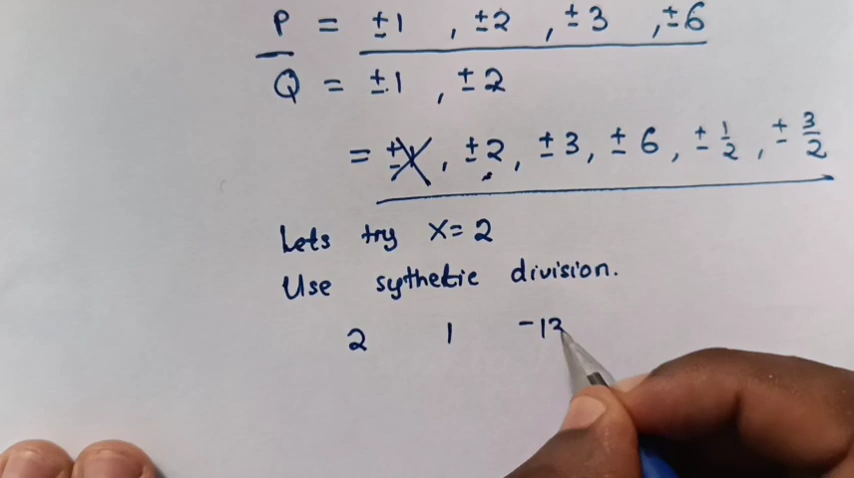 P = ±1 , ±2 , ±3 , ±6
Q = ±1 , ±2
= ±1, ±2, ±3, ±6, ±1/2, ±3/2
Lets try x=2
Use sythetic division.
2 1 -13